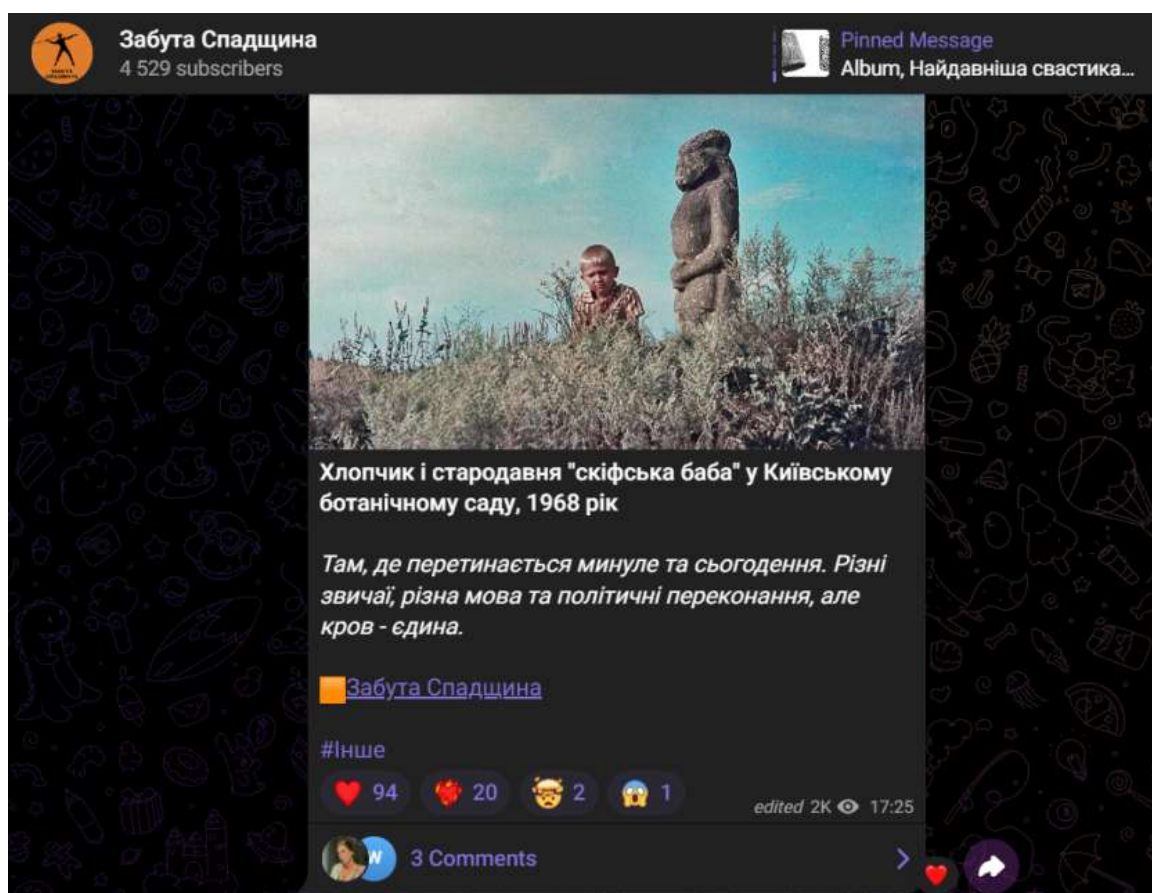 Забута Спадщина
4 529 subscribers
Pinned Message
Album, Найдавніша свастика...
Хлопчик і стародавня "скіфська баба" у Київському
ботанічному саду, 1968 рік
Там, де перетинається минуле та сьогодення. Різні
звичаї, різна мова та політичні переконання, але
кров - єдина.
Забута Спадщина
#Інше
94 20 2 1
edited 2K 17:25
W
3 Comments